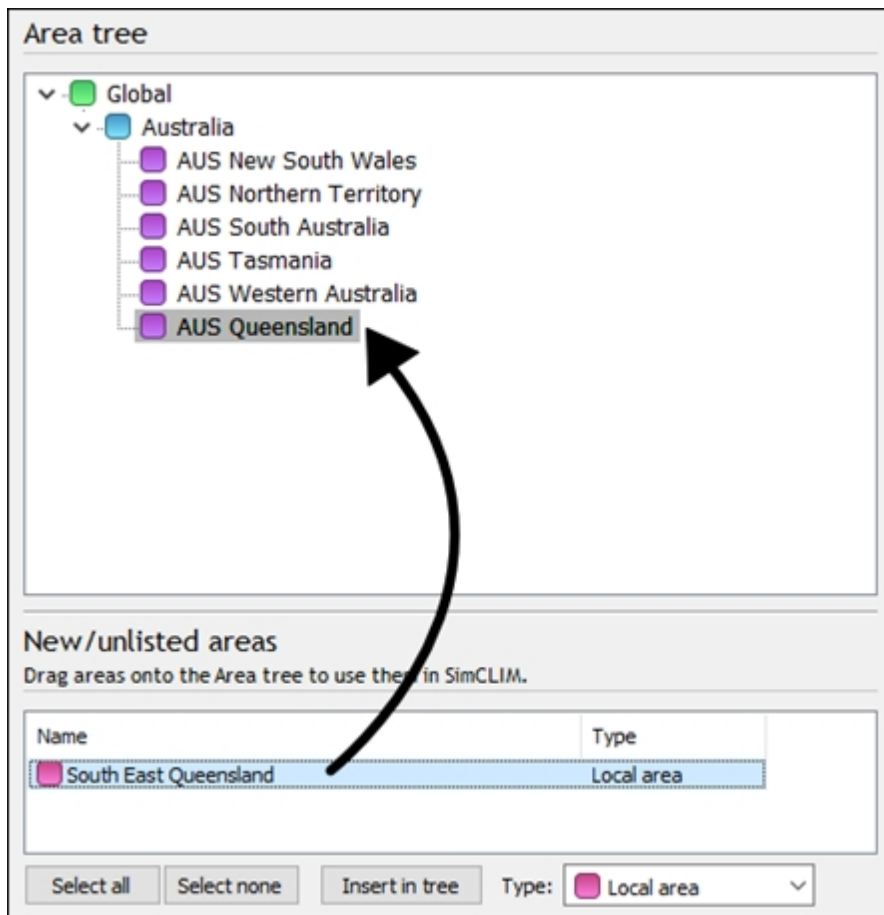 Area tree
Global
Australia
AUS New South Wales
AUS Northern Territory
AUS South Australia
AUS Tasmania
AUS Western Australia
AUS Queensland
New/unlisted areas
Drag areas onto the Area tree to use them in SimCLIM.
Name Type
South East Queensland Local area
Select all Select none Insert in tree Type: Local area